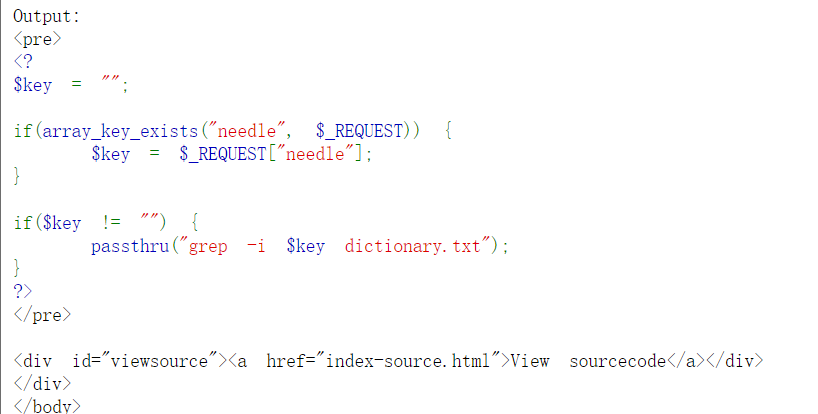 Output:
<pre>
<?
$key = "";
if(array_key_exists("needle", $_REQUEST)) {
$key = $_REQUEST["needle"];
}
if($key != "") {
passthru("grep -i $key dictionary.txt");
}
?>
</pre>
<div id="viewsource"><a href="index-source.html">View sourcecode</a></div>
</div>
</body>